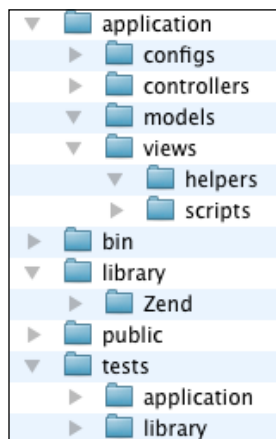 application
configs
controllers
models
views
helpers
scripts
bin
library
Zend
public
tests
application
library